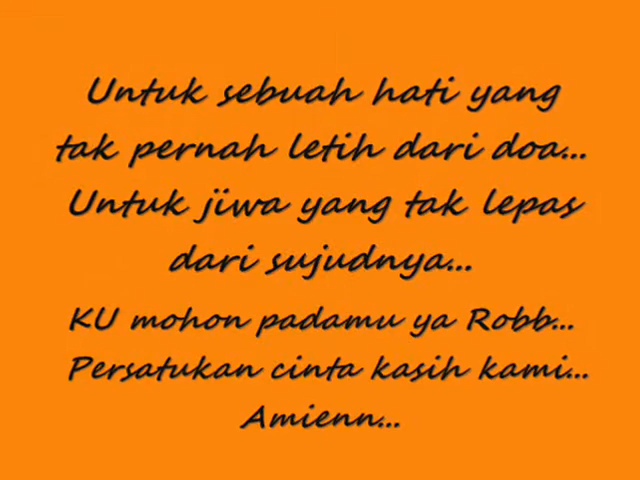 Untuk sebuah hati yang
tak pernah letih dari doa...
Untuk jiwa yang tak lepas
dari sujudnya...
KU mohon padamu ya Robb...
Persatukan cinta kasih kami...
Amienn...